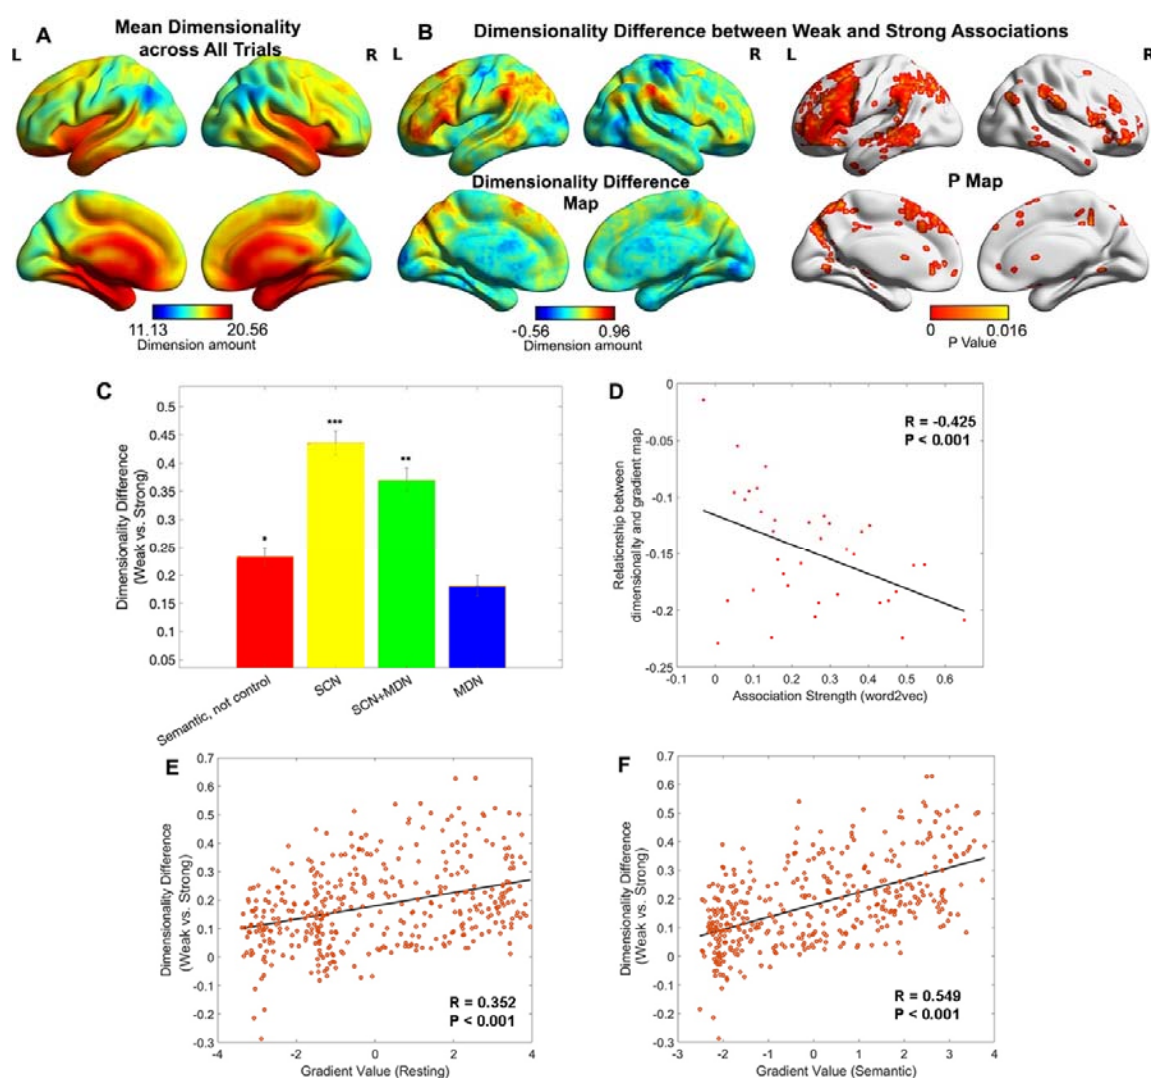 A
Mean Dimensionality
across All Trials
L
R
11.13
20.56
Dimension amount
B
Dimensionality Difference between Weak and Strong Associations
L
R
L
R
Dimensionality Difference
Map
P Map
-0.56
0.96
Dimension amount
0
0.016
P Value
C
Dimensionality Difference
(Weak vs. Strong)
0.5
0.45
0.35
0.3
0.25
0.2
0.15
0.1
0.05
*
***
**
Semantic, not control
SCN
SCN+MDN
MDN
D
R = -0.425
P < 0.001
Relationship between
dimensionality and gradient map
0
-0.05
-0.1
-0.15
-0.2
-0.25
-0.1
0
0.1
0.2
0.3
0.4
0.5
0.6
Association Strength (word2vec)
E
Dimensionality Difference
(Weak vs. Strong)
0.7
0.6
0.5
0.4
0.3
0.2
0.1
0
-0.1
-0.2
-0.3
R = 0.352
P < 0.001
-4
-2
0
2
4
Gradient Value (Resting)
F
Dimensionality Difference
(Weak vs. Strong)
0.7
0.6
0.5
0.4
0.3
0.2
0.1
0
-0.1
-0.2
-0.3
R = 0.549
P < 0.001
-3
-2
-1
0
1
2
3
4
Gradient Value (Semantic)